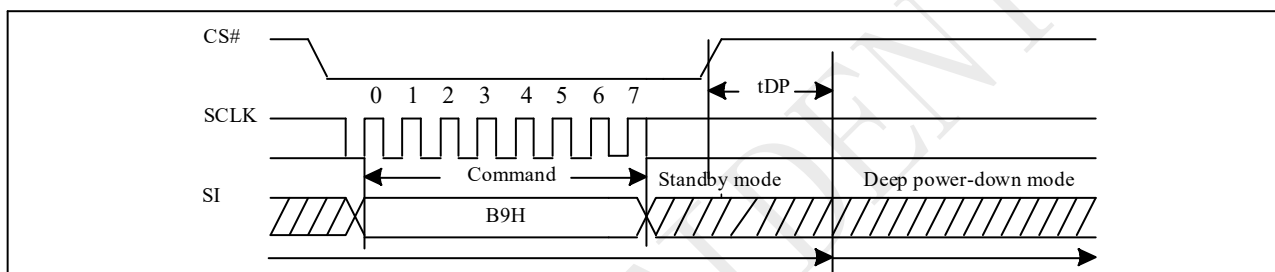 CS#
tDP
0 1 2 3 4 5 6 7
SCLK
Command
Standby mode
Deep power-down mode
SI
B9H